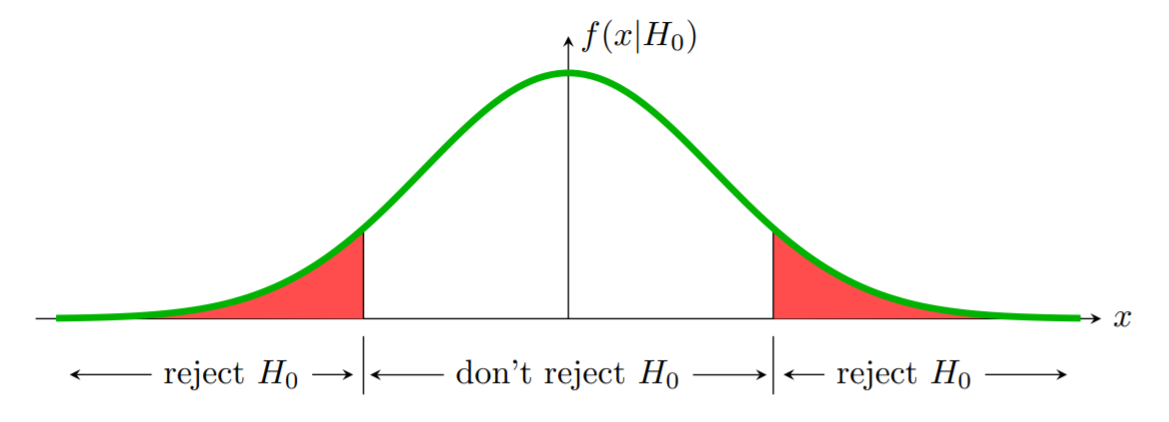 f(x|H₀)
x
reject H₀ don't reject H₀ reject H₀